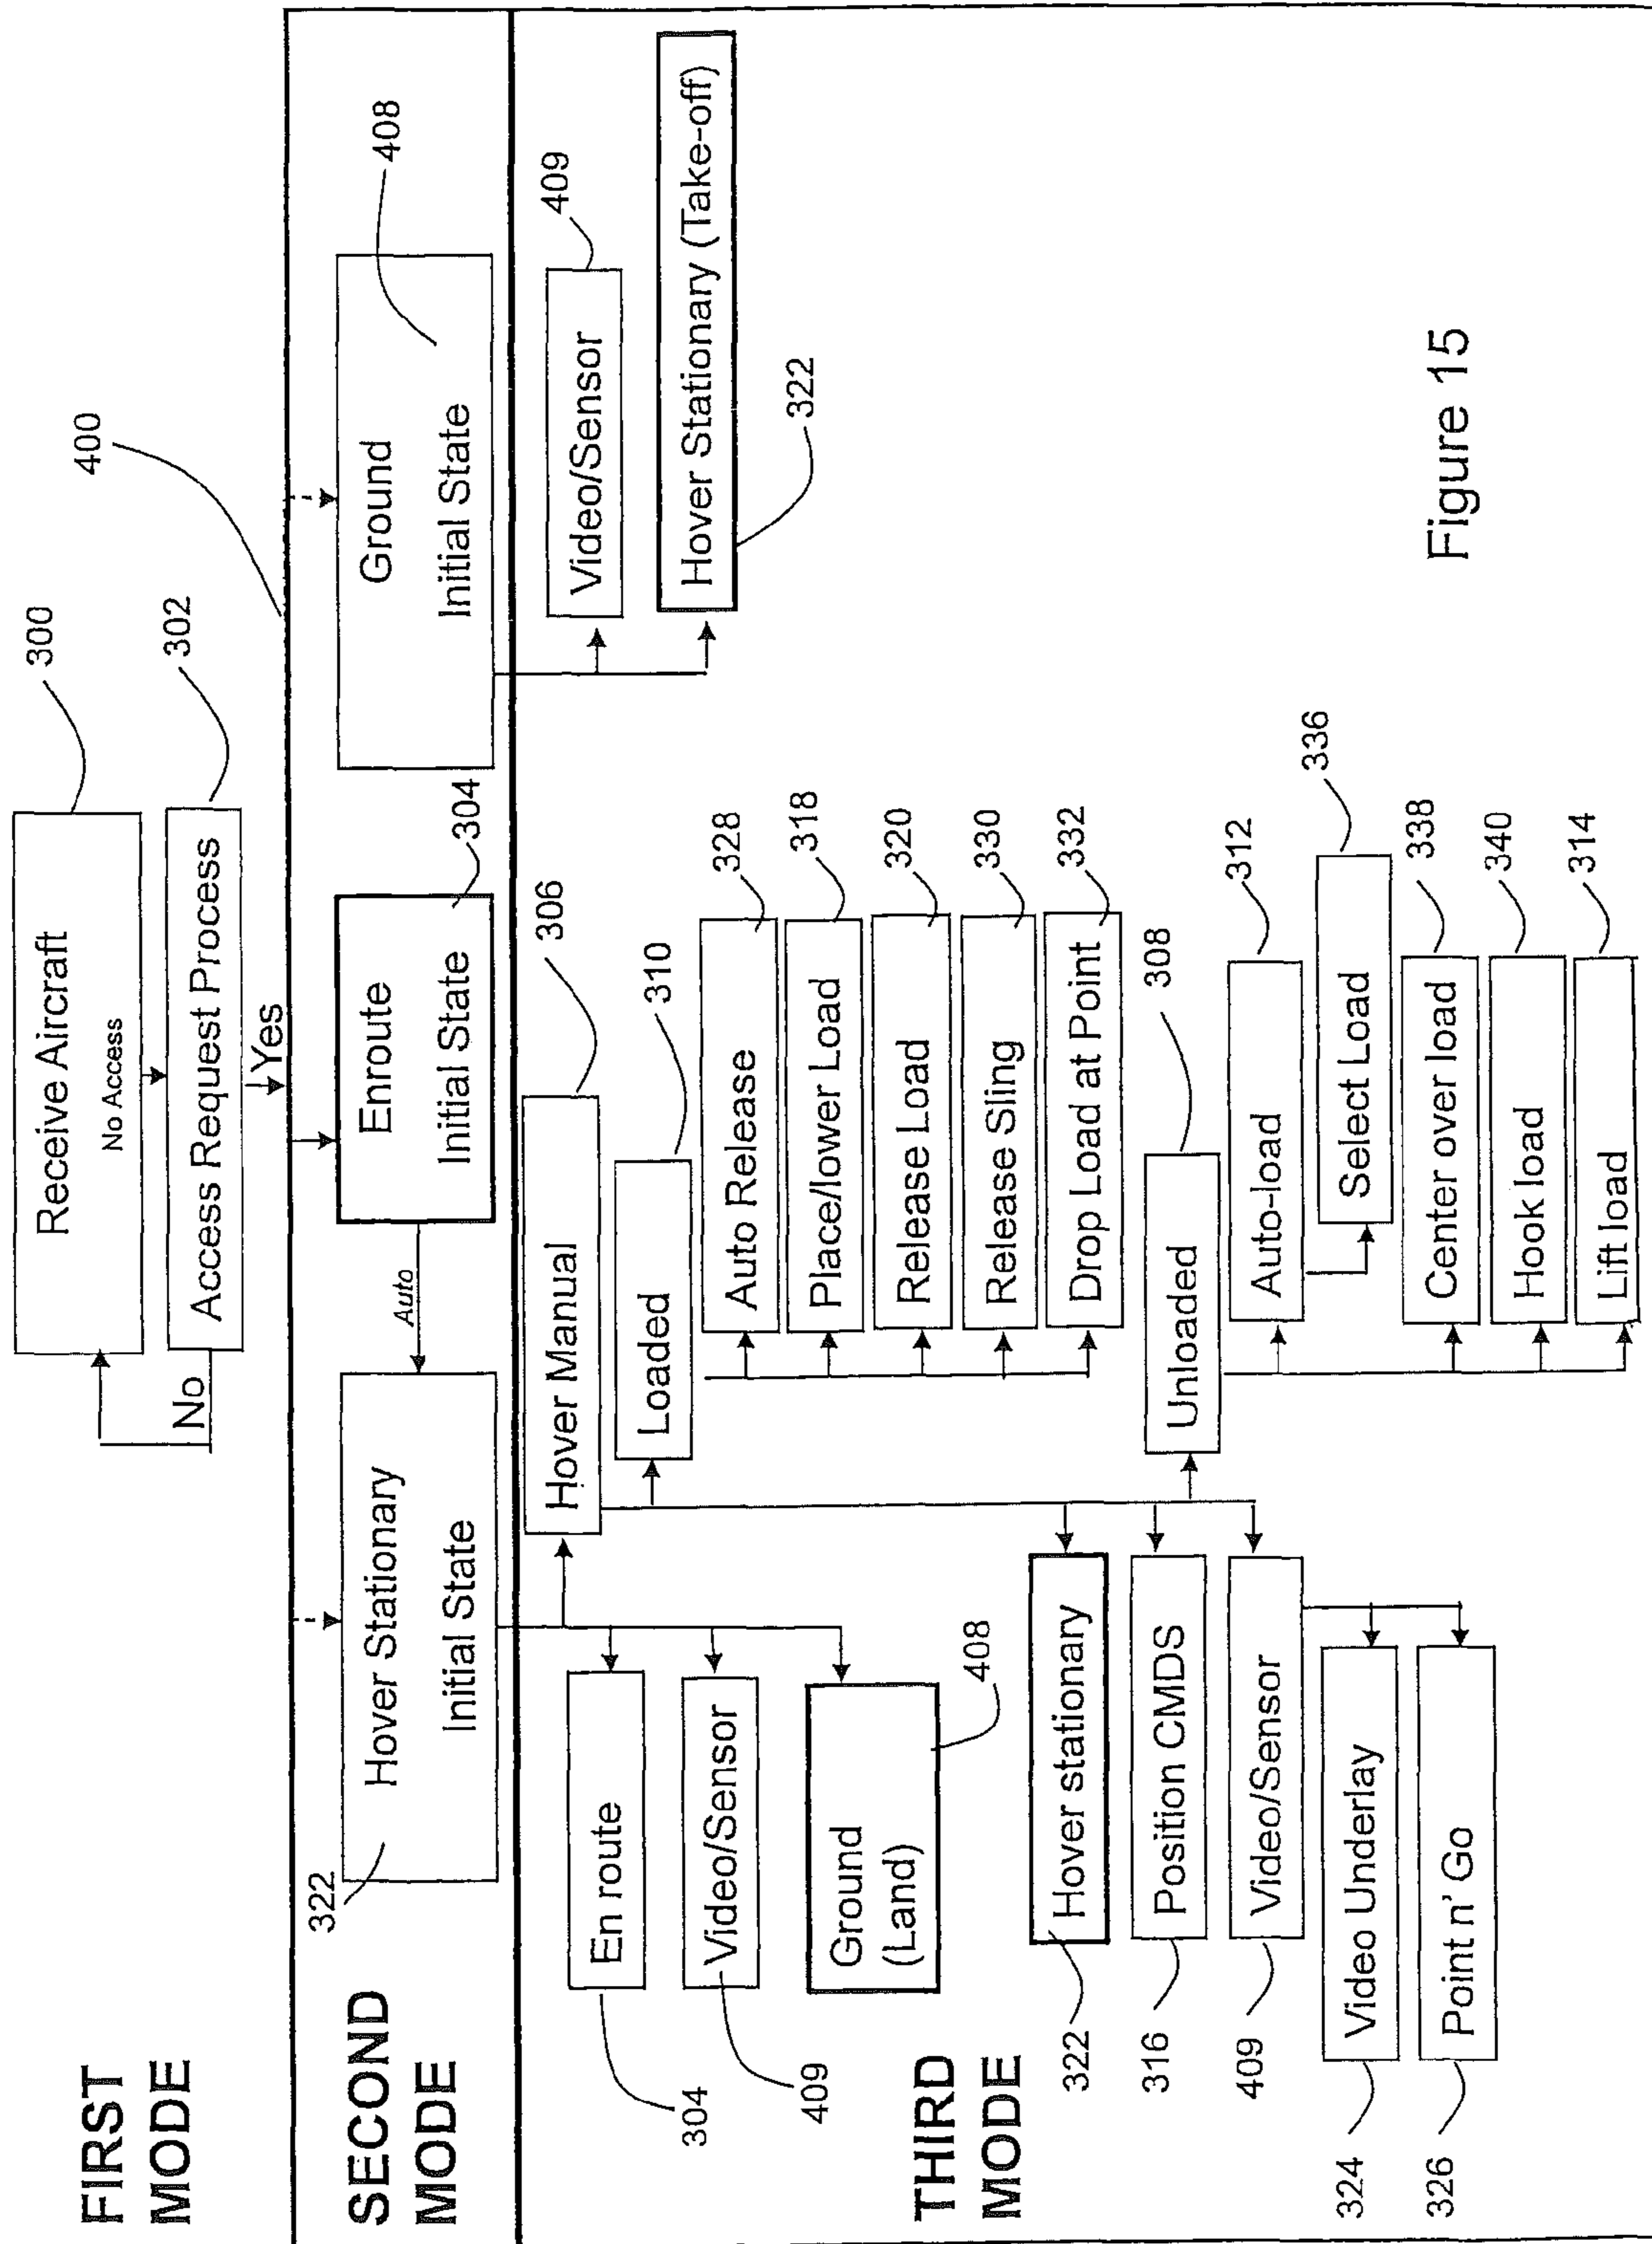 FIRST
MODE
Receive Aircraft
No Access
300
Access Request Process
302
No
Yes
400
SECOND
MODE
322
Hover Stationary
Initial State
Auto
Enroute
Initial State
304
Ground
Initial State
408
THIRD
MODE
Hover Manual
306
En route
304
Video/Sensor
409
Ground
(Land)
408
Loaded
310
Auto Release
328
Place/lower Load
318
Release Load
320
Release Sling
330
Drop Load at Point
332
Hover stationary
322
Position CMDS
316
Video/Sensor
409
Video Underlay
324
Point n' Go
326
Unloaded
308
Auto-load
312
Select Load
336
Center over load
338
Hook load
340
Lift load
314
Video/Sensor
409
Hover Stationary (Take-off)
322
Figure 15